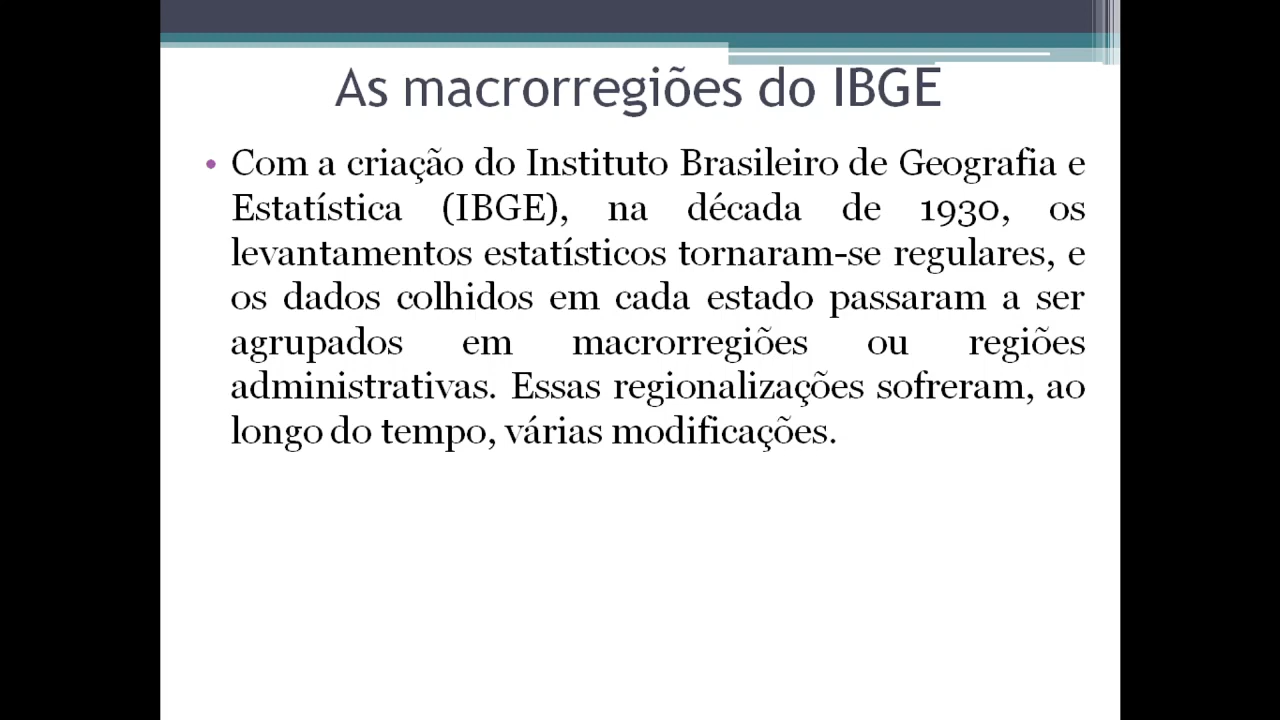 As macrorregiões do IBGE
• Com a criação do Instituto Brasileiro de Geografia e
Estatística (IBGE), na década de 1930, os
levantamentos estatísticos tornaram-se regulares, e
os dados colhidos em cada estado passaram a ser
agrupados em macrorregiões ou regiões
administrativas. Essas regionalizações sofreram, ao
longo do tempo, várias modificações.